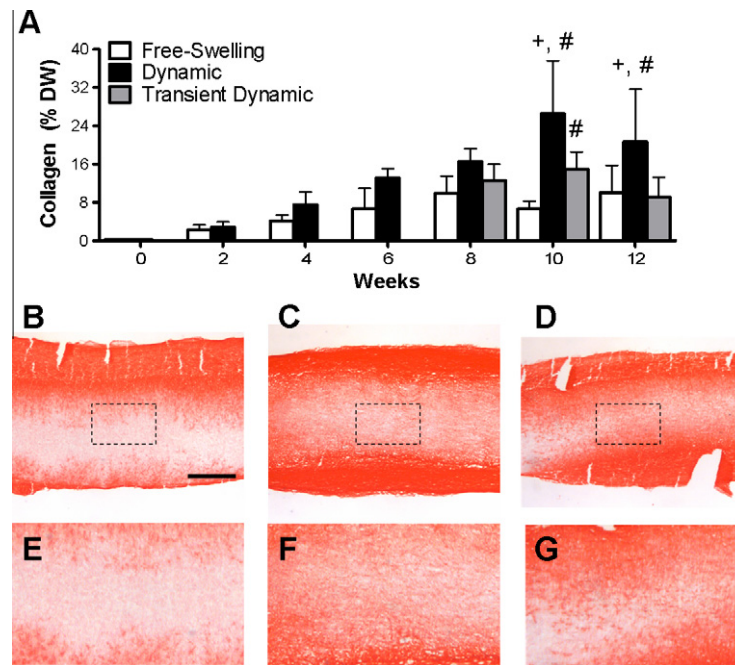 A
Collagen (% DW)
40
32
24
16
8
0
Free-Swelling
Dynamic
Transient Dynamic
+, #
#
+, #
0 2 4 6 8 10 12
Weeks
B C D
E F G